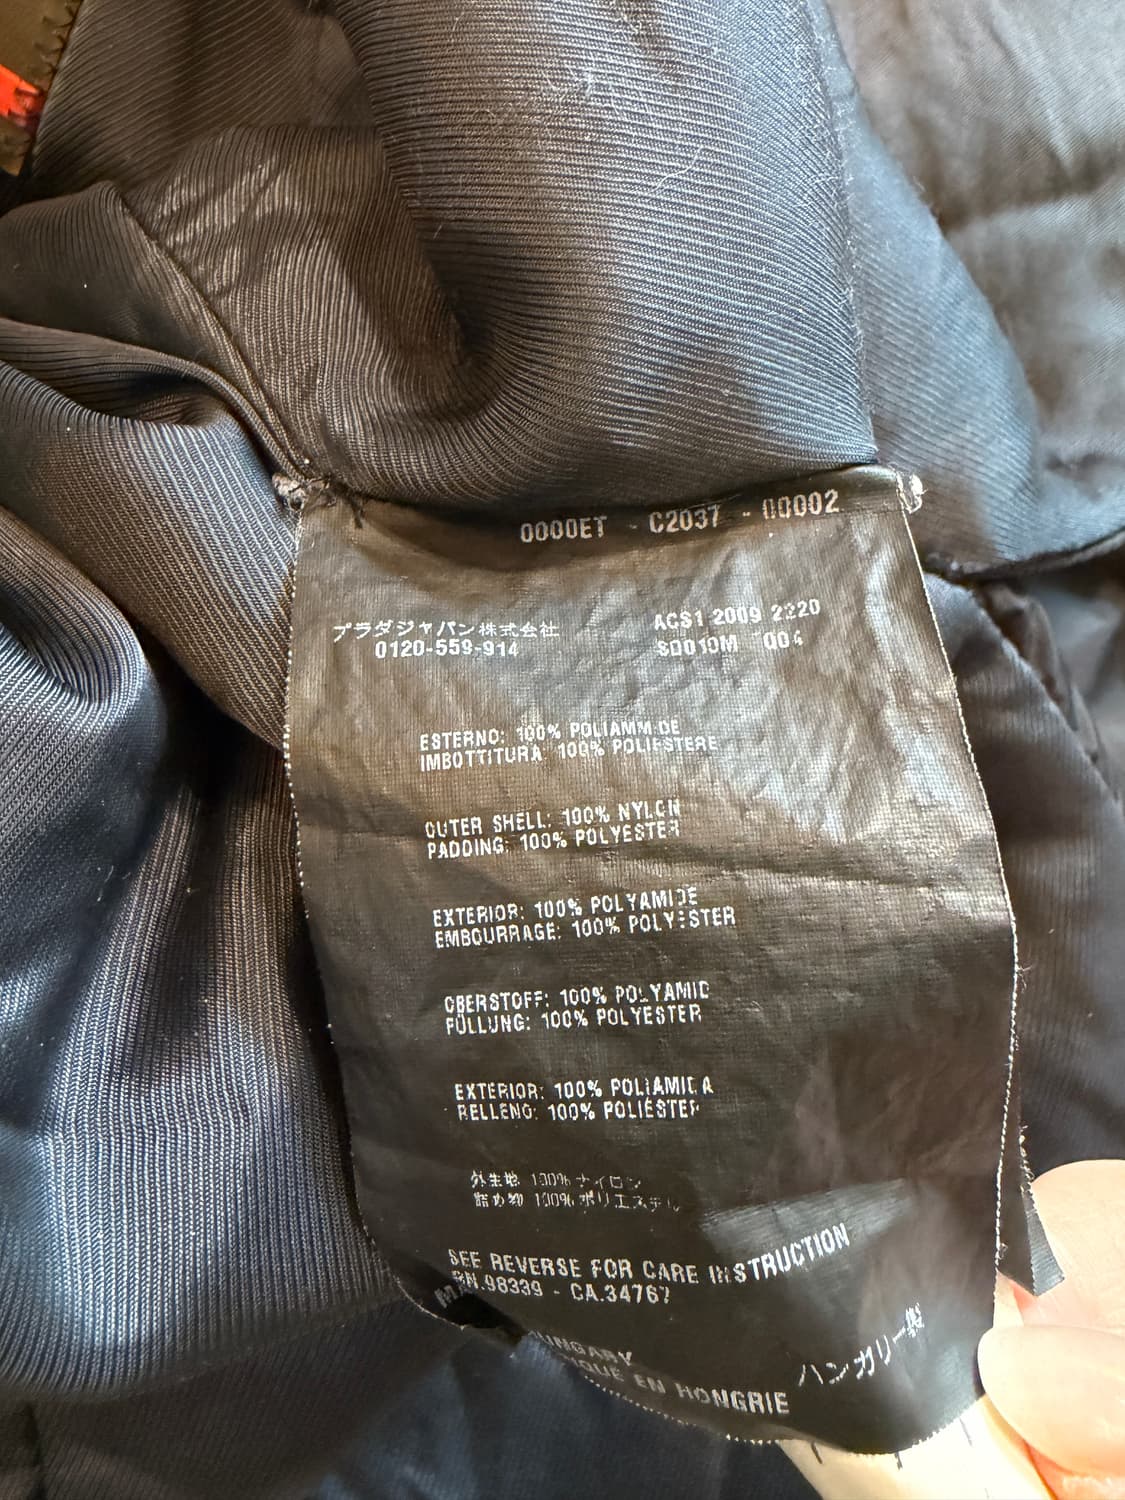 0000ET - C2037 - 00002
プラダジャパン株式会社
0120-559-914
ACS1 2009 2220
SD010M 004
ESTERNO: 100% POLIAMMIDE
IMBOTTITURA: 100% POLIESTERE
OUTER SHELL: 100% NYLON
PADDING: 100% POLYESTER
EXTERIOR: 100% POLYAMIDE
EMBOURRAGE: 100% POLYESTER
OBERSTOFF: 100% POLYAMID
FÜLLUNG: 100% POLYESTER
EXTERIOR: 100% POLIAMIDA
RELLENO: 100% POLIÉSTER
外生地 100% ナイロン
詰め物 100% ポリエステル
SEE REVERSE FOR CARE INSTRUCTION
RN.98339 - CA.34767
HUNGARY
EN HONGRIE
ハンガリー製